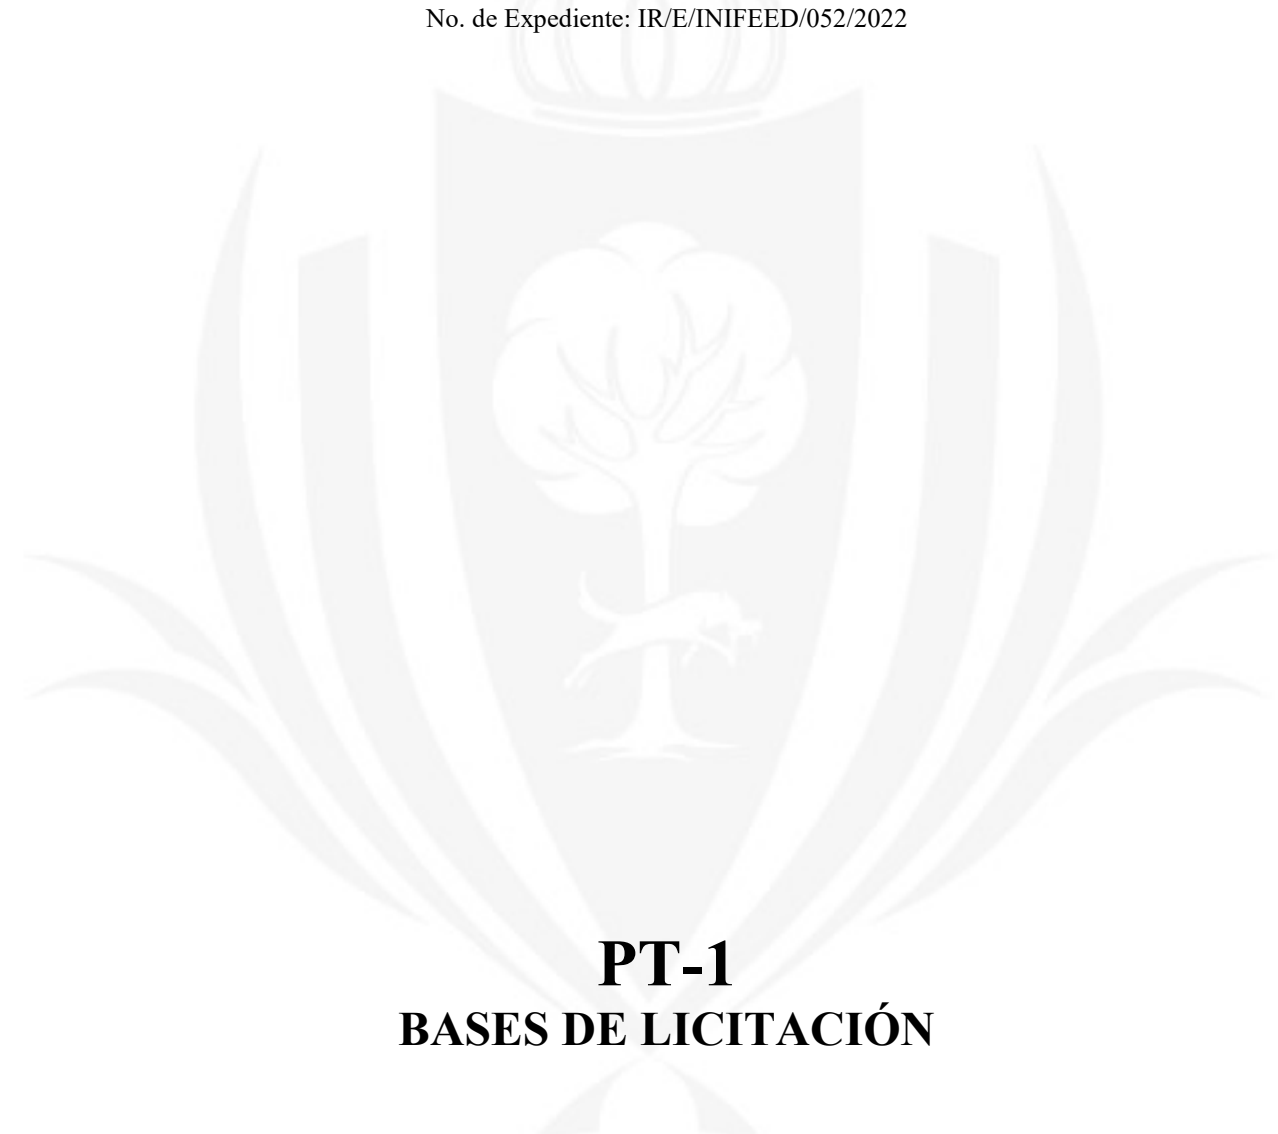 No. de Expediente: IR/E/INIFEED/052/2022
PT-1
BASES DE LICITACIÓN